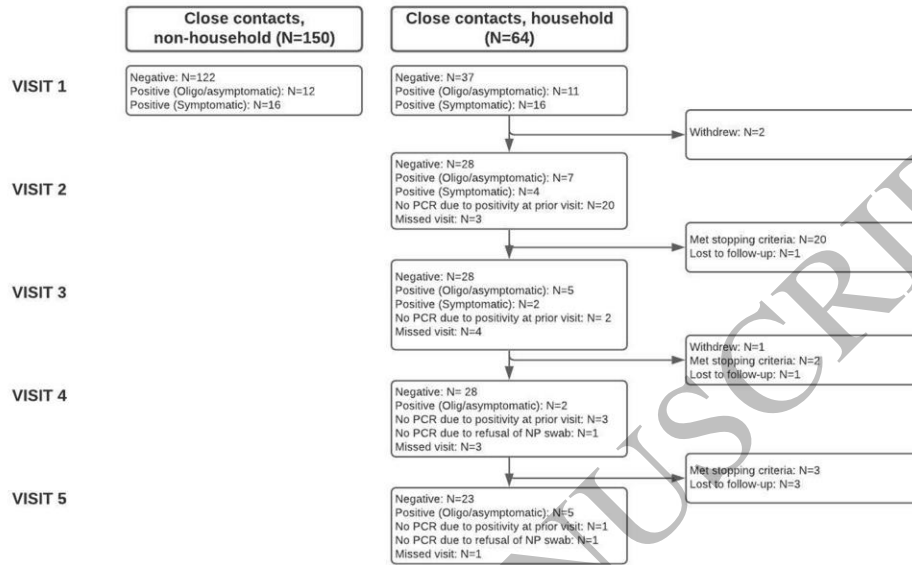 Close contacts,
non-household (N=150)
Close contacts, household
(N=64)
VISIT 1
Negative: N=122
Positive (Oligo/asymptomatic): N=12
Positive (Symptomatic): N=16
Negative: N=37
Positive (Oligo/asymptomatic): N=11
Positive (Symptomatic): N=16
Withdrew: N=2
VISIT 2
Negative: N=28
Positive (Oligo/asymptomatic): N=7
Positive (Symptomatic): N=4
No PCR due to positivity at prior visit: N=20
Missed visit: N=3
Met stopping criteria: N=20
Lost to follow-up: N=1
VISIT 3
Negative: N=28
Positive (Oligo/asymptomatic): N=5
Positive (Symptomatic): N=2
No PCR due to positivity at prior visit: N= 2
Missed visit: N=4
Withdrew: N=1
Met stopping criteria: N=2
Lost to follow-up: N=1
VISIT 4
Negative: N= 28
Positive (Olig/asymptomatic): N=2
No PCR due to positivity at prior visit: N=3
No PCR due to refusal of NP swab: N=1
Missed visit: N=3
Met stopping criteria: N=3
Lost to follow-up: N=3
VISIT 5
Negative: N=23
Positive (Oligo/asymptomatic): N=5
No PCR due to positivity at prior visit: N=1
No PCR due to refusal of NP swab: N=1
Missed visit: N=1
NUSCRI